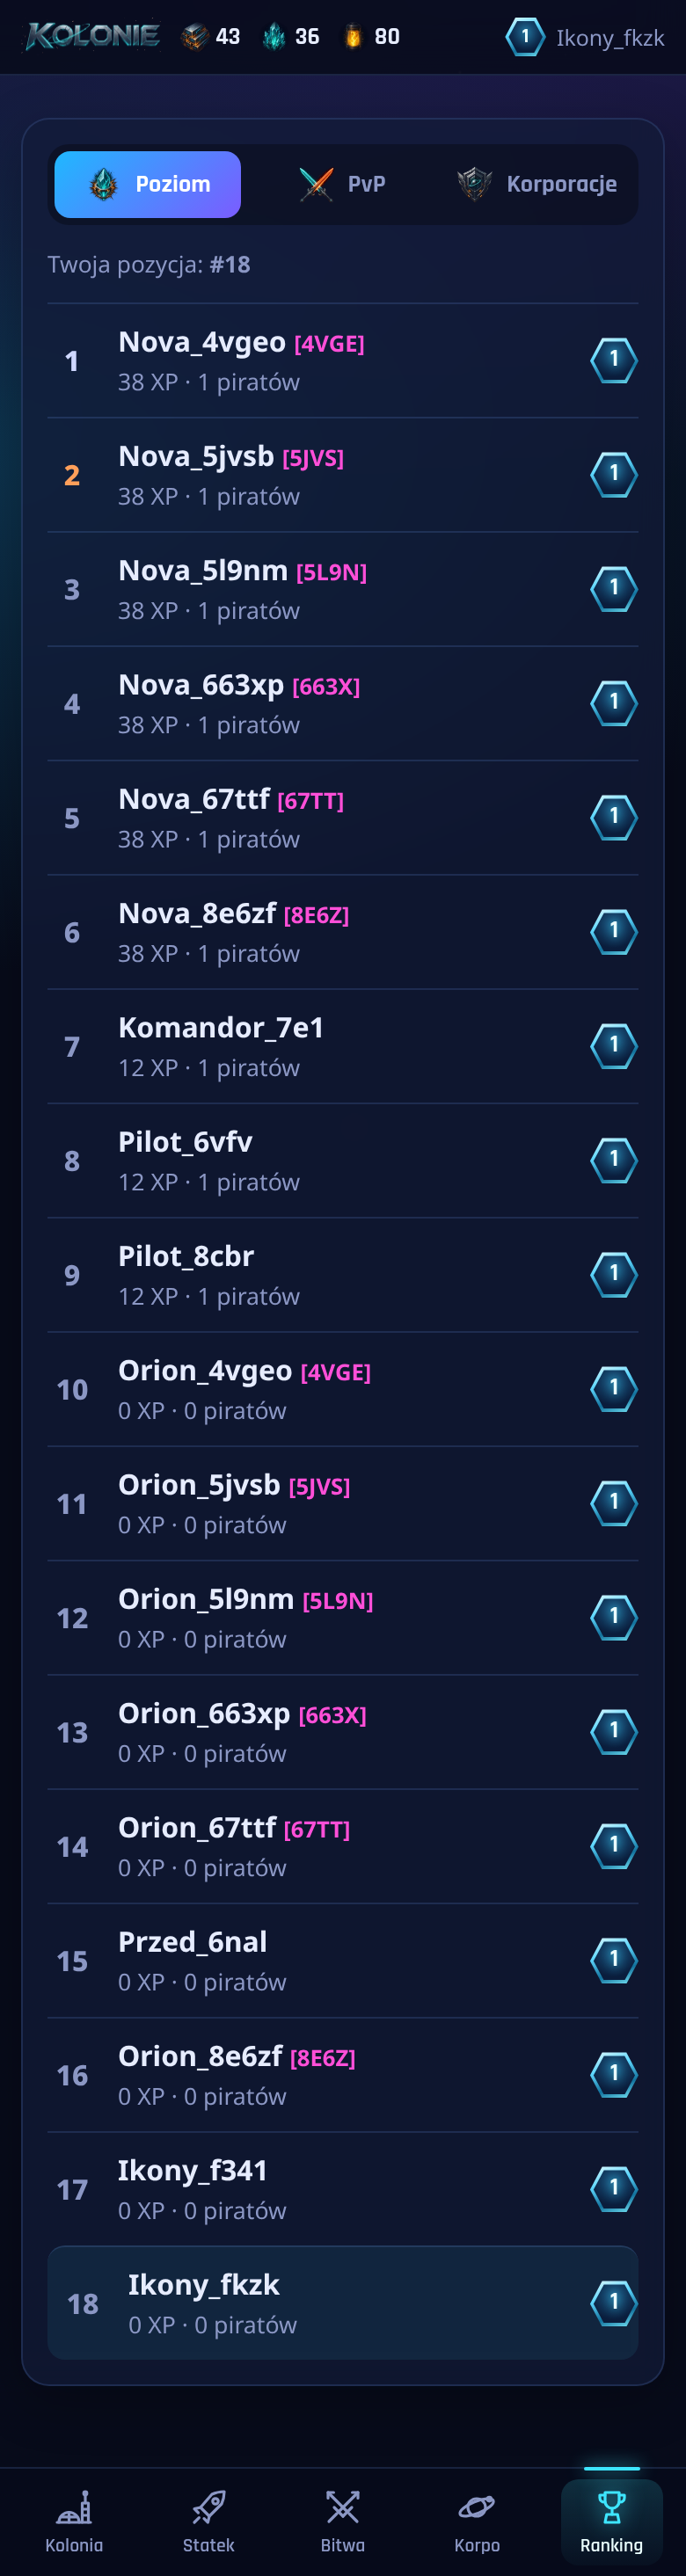 KOLONIE 43 36 80 1 Ikony_fkzk
Poziom PvP Korporacje
Twoja pozycja: #18
1 Nova_4vgeo [4VGE] 1
38 XP · 1 piratów
2 Nova_5jvsb [5JVS] 1
38 XP · 1 piratów
3 Nova_5l9nm [5L9N] 1
38 XP · 1 piratów
4 Nova_663xp [663X] 1
38 XP · 1 piratów
5 Nova_67ttf [67TT] 1
38 XP · 1 piratów
6 Nova_8e6zf [8E6Z] 1
38 XP · 1 piratów
7 Komandor_7e1 1
12 XP · 1 piratów
8 Pilot_6vfv 1
12 XP · 1 piratów
9 Pilot_8cbr 1
12 XP · 1 piratów
10 Orion_4vgeo [4VGE] 1
0 XP · 0 piratów
11 Orion_5jvsb [5JVS] 1
0 XP · 0 piratów
12 Orion_5l9nm [5L9N] 1
0 XP · 0 piratów
13 Orion_663xp [663X] 1
0 XP · 0 piratów
14 Orion_67ttf [67TT] 1
0 XP · 0 piratów
15 Przed_6nal 1
0 XP · 0 piratów
16 Orion_8e6zf [8E6Z] 1
0 XP · 0 piratów
17 Ikony_f341 1
0 XP · 0 piratów
18 Ikony_fkzk 1
0 XP · 0 piratów
Kolonia Statek Bitwa Korpo Ranking